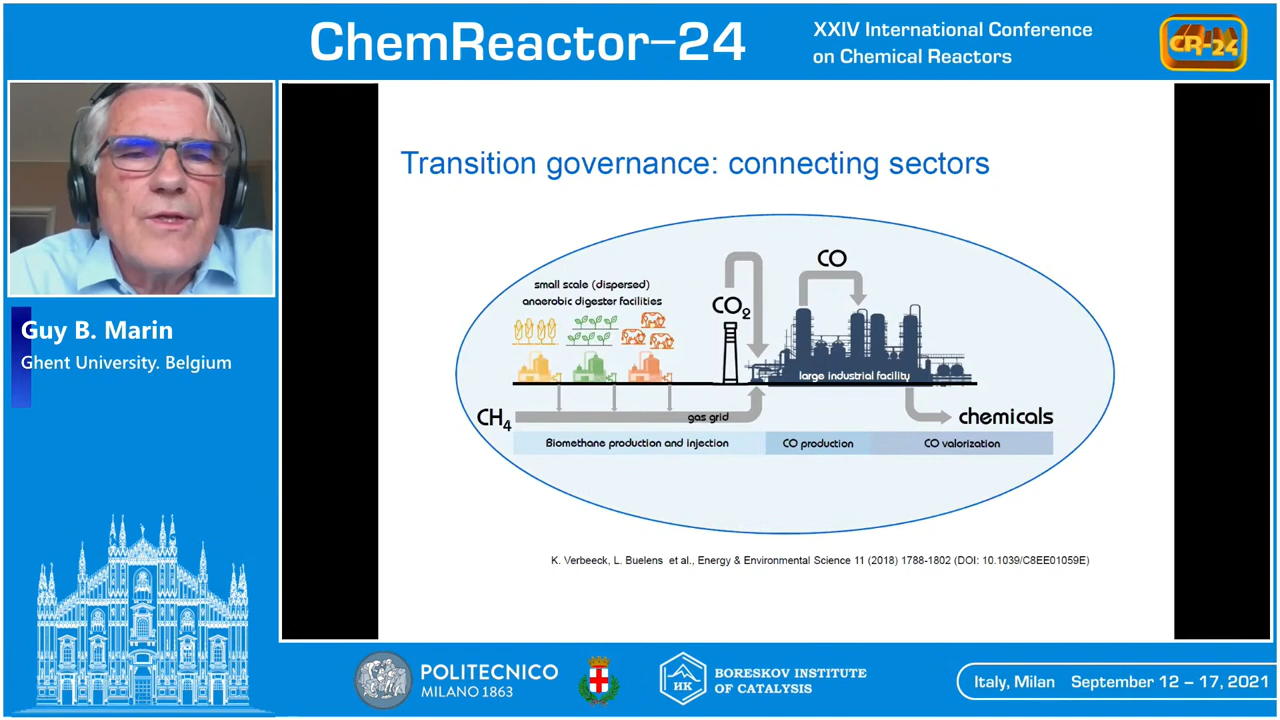 ChemReactor-24
XXIV International Conference
on Chemical Reactors
CR-24
Guy B. Marin
Ghent University. Belgium
Transition governance: connecting sectors
small scale (dispersed)
anaerobic digester facilities
CO₂
CO
large industrial facility
CH₄
gas grid
chemicals
Biomethane production and injection
CO production
CO valorization
K. Verbeeck, L. Buelens et al., Energy & Environmental Science 11 (2018) 1788-1802 (DOI: 10.1039/C8EE01059E)
POLITECNICO
MILANO 1863
HK
BORESKOV INSTITUTE
OF CATALYSIS
Italy, Milan September 12 – 17, 2021